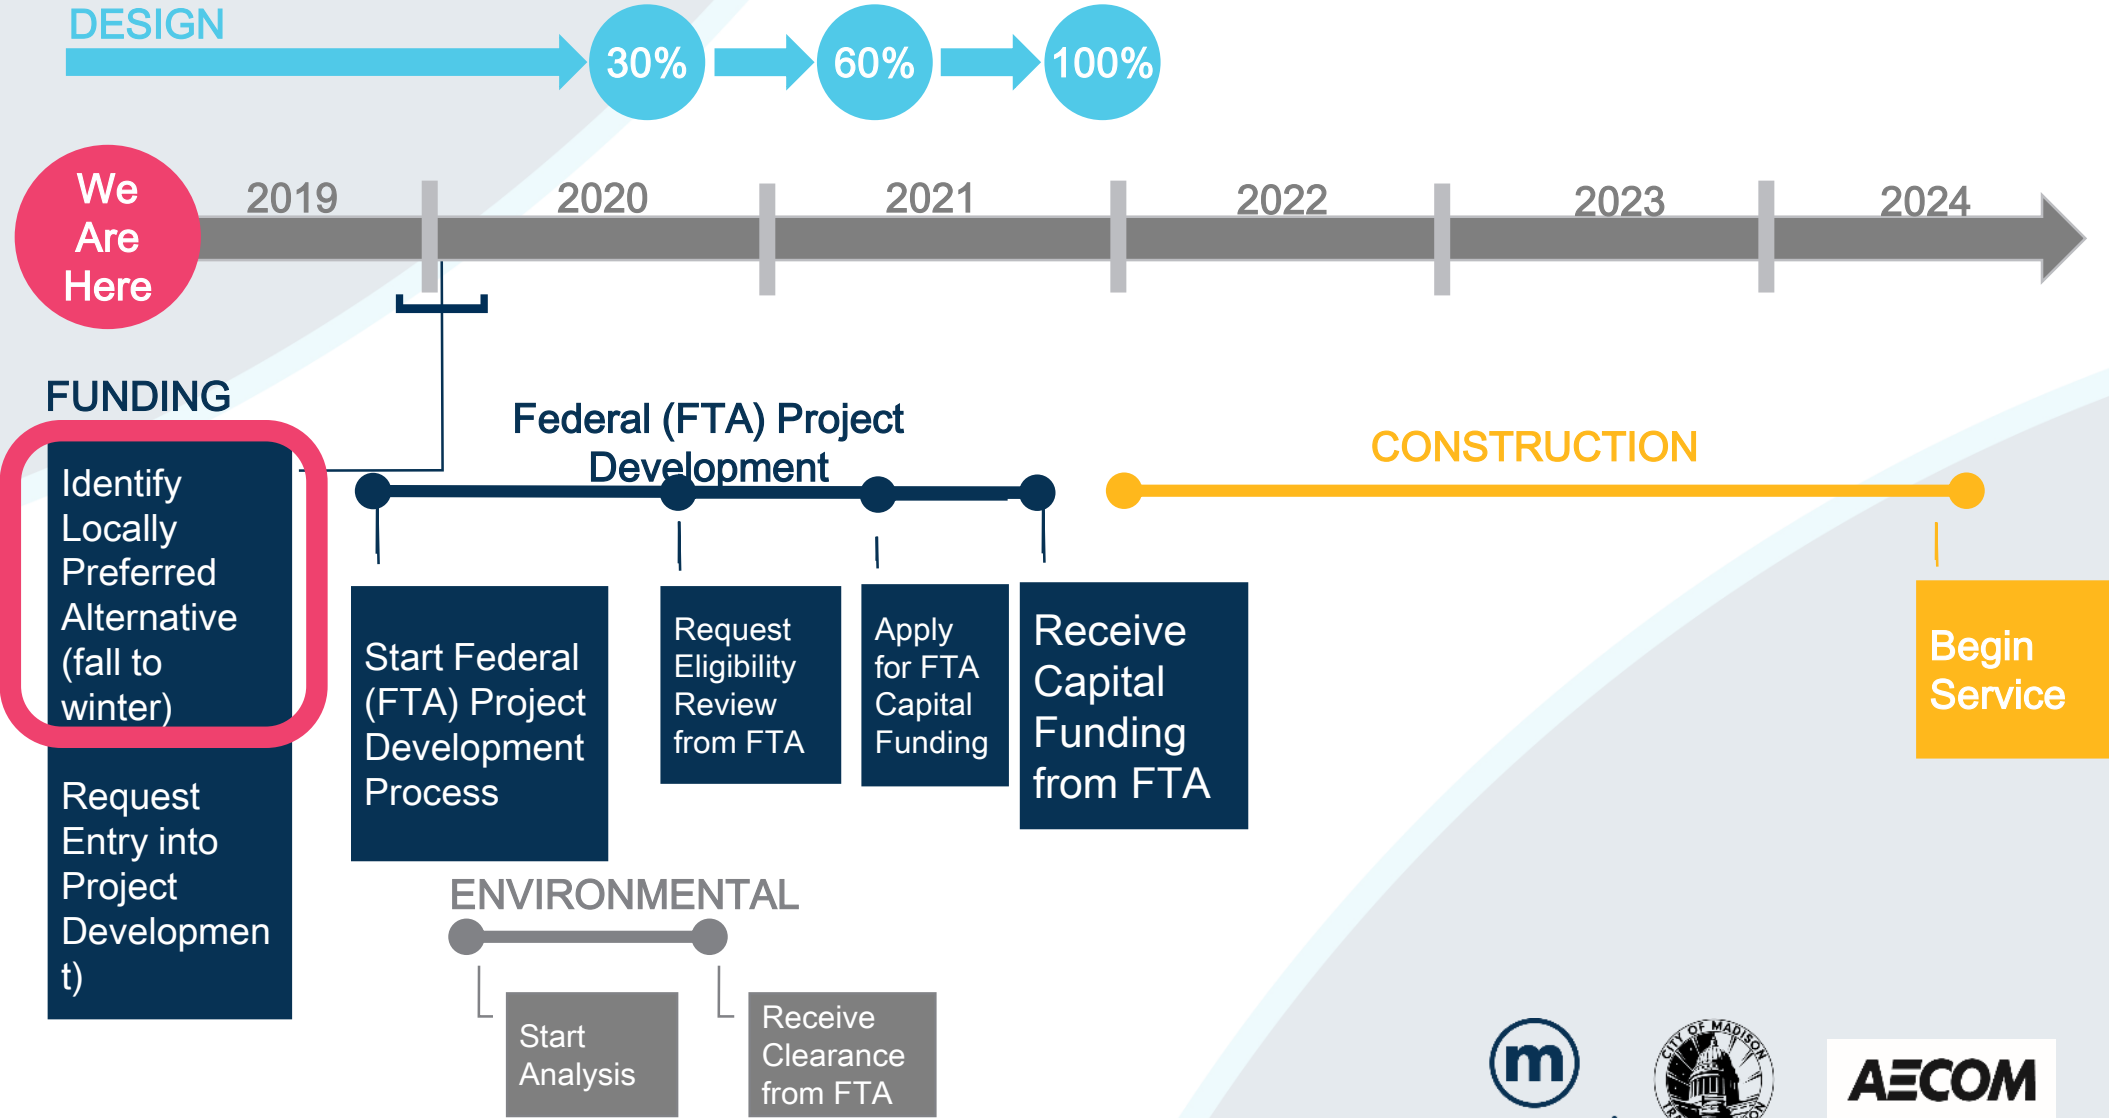 DESIGN
30%
60%
100%
We
Are
Here
2019
2020
2021
2022
2023
2024
FUNDING
Identify
Locally
Preferred
Alternative
(fall to
winter)
Request
Entry into
Project
Developmen
t)
Federal (FTA) Project
Development
Start Federal
(FTA) Project
Development
Process
Request
Eligibility
Review
from FTA
Apply
for FTA
Capital
Funding
Receive
Capital
Funding
from FTA
CONSTRUCTION
Begin
Service
ENVIRONMENTAL
Start
Analysis
Receive
Clearance
from FTA
m
CITY OF MADISON
AECOM